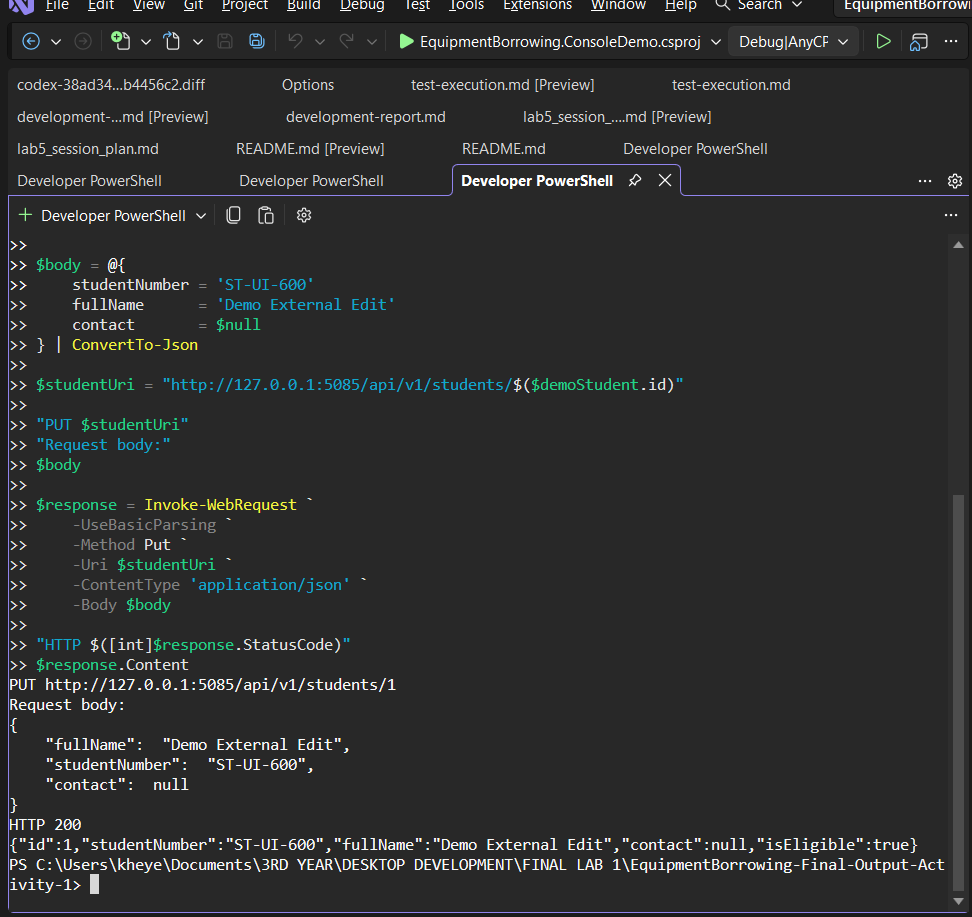 File Edit View Git Project Build Debug Test Tools Extensions Window Help Search EquipmentBorrowin
EquipmentBorrowing.ConsoleDemo.csproj Debug|AnyCP
codex-38ad34...b4456c2.diff Options test-execution.md [Preview] test-execution.md
development-...md [Preview] development-report.md lab5_session_....md [Preview]
lab5_session_plan.md README.md [Preview] README.md Developer PowerShell
Developer PowerShell Developer PowerShell Developer PowerShell
+ Developer PowerShell
>>
>> $body = @{
>>     studentNumber = 'ST-UI-600'
>>     fullName      = 'Demo External Edit'
>>     contact       = $null
>> } | ConvertTo-Json
>>
>> $studentUri = "http://127.0.0.1:5085/api/v1/students/$($demoStudent.id)"
>>
>> "PUT $studentUri"
>> "Request body:"
>> $body
>>
>> $response = Invoke-WebRequest `
>>     -UseBasicParsing `
>>     -Method Put `
>>     -Uri $studentUri `
>>     -ContentType 'application/json' `
>>     -Body $body
>>
>> "HTTP $([int]$response.StatusCode)"
>> $response.Content
PUT http://127.0.0.1:5085/api/v1/students/1
Request body:
{
    "fullName":  "Demo External Edit",
    "studentNumber":  "ST-UI-600",
    "contact":  null
}
HTTP 200
{"id":1,"studentNumber":"ST-UI-600","fullName":"Demo External Edit","contact":null,"isEligible":true}
PS C:\Users\kheye\Documents\3RD YEAR\DESKTOP DEVELOPMENT\FINAL LAB 1\EquipmentBorrowing-Final-Output-Act
ivity-1>